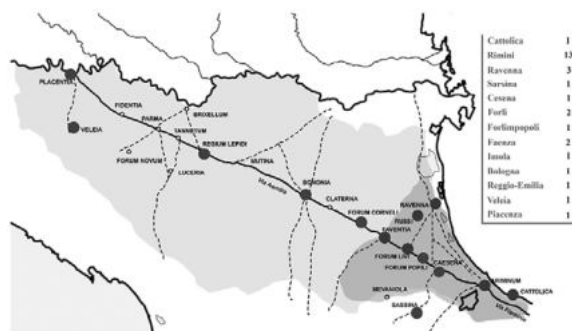 PLACENTIA
FIDENTIA
BRIXELLUM
PARMA
TANNETUM
VELEIA
FORUM NOVUM
REGIUM LEPIDI
LUCERIA
MUTINA
Via Aemilia
BONONIA
CLATERNA
FORUM CORNELI
FAVENTIA
RAVENNA
RUSSI
FORUM LIVI
FORUM POPILI
CAESENA
MEVANIOLA
SASSINA
ARIMINUM
CATTOLICA
Via Flaminia
Cattolica 1
Rimini 13
Ravenna 3
Sarsina 1
Cesena 1
Forlì 2
Forlimpopoli 1
Faenza 2
Imola 1
Bologna 1
Reggio-Emilia 1
Veleia 1
Piacenza 1